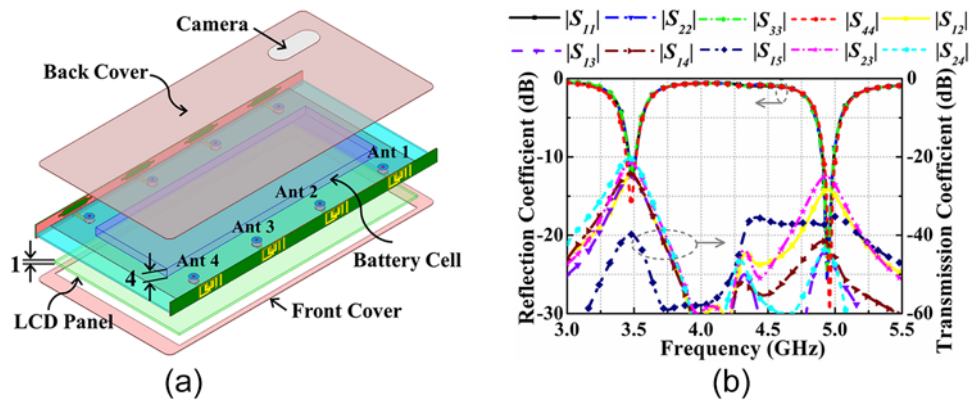 Camera
Back Cover
Ant 1
Ant 2
Ant 3
Ant 4
1
4
Battery Cell
LCD Panel
Front Cover
(a)
|S11| |S22| |S33| |S44| |S12|
|S13| |S14| |S15| |S23| |S24|
Reflection Coefficient (dB)
0
-10
-20
-30
Transmission Coefficient (dB)
0
-20
-40
-60
3.0 3.5 4.0 4.5 5.0 5.5
Frequency (GHz)
(b)